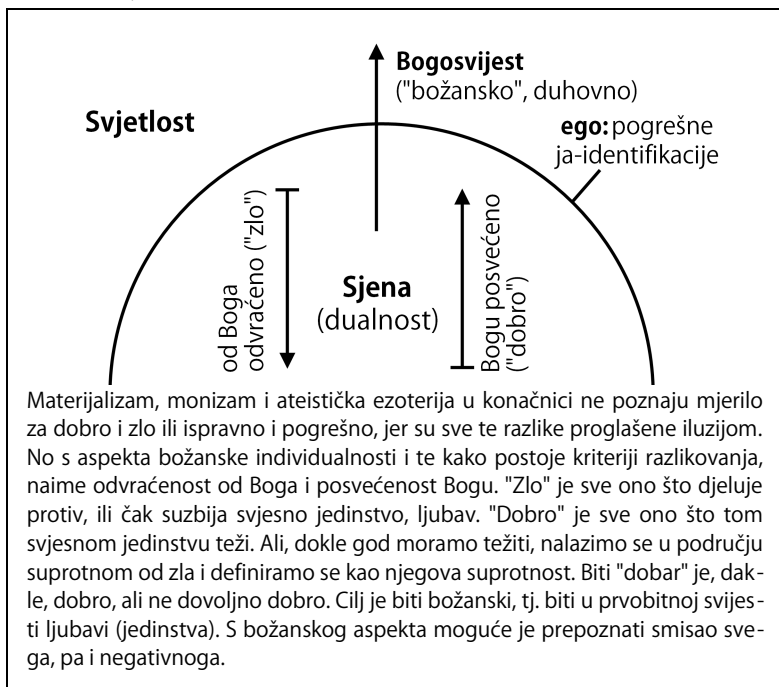 Bogosvijest
("božansko", duhovno)
Svjetlost
ego: pogrešne
ja-identifikacije
od Boga
odvraćeno ("zlo")
Sjena
(dualnost)
Bogu posvećeno
("dobro")
Materijalizam, monizam i ateistička ezoterija u konačnici ne poznaju mjerilo
za dobro i zlo ili ispravno i pogrešno, jer su sve te razlike proglašene iluzijom.
No s aspekta božanske individualnosti i te kako postoje kriteriji razlikovanja,
naime odvraćenost od Boga i posvećenost Bogu. "Zlo" je sve ono što djeluje
protiv, ili čak suzbija svjesno jedinstvo, ljubav. "Dobro" je sve ono što tom
svjesnom jedinstvu teži. Ali, dokle god moramo težiti, nalazimo se u području
suprotnom od zla i definiramo se kao njegova suprotnost. Biti "dobar" je, dak-
le, dobro, ali ne dovoljno dobro. Cilj je biti božanski, tj. biti u prvobitnoj svijes-
ti ljubavi (jedinstva). S božanskog aspekta moguće je prepoznati smisao sve-
ga, pa i negativnoga.